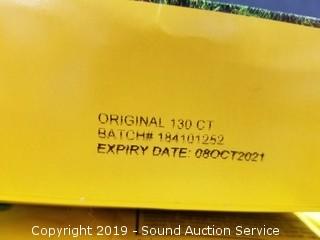 ORIGINAL 130 CT
BATCH# 184101252
EXPIRY DATE: 08OCT2021
Copyright 2019 - Sound Auction Service